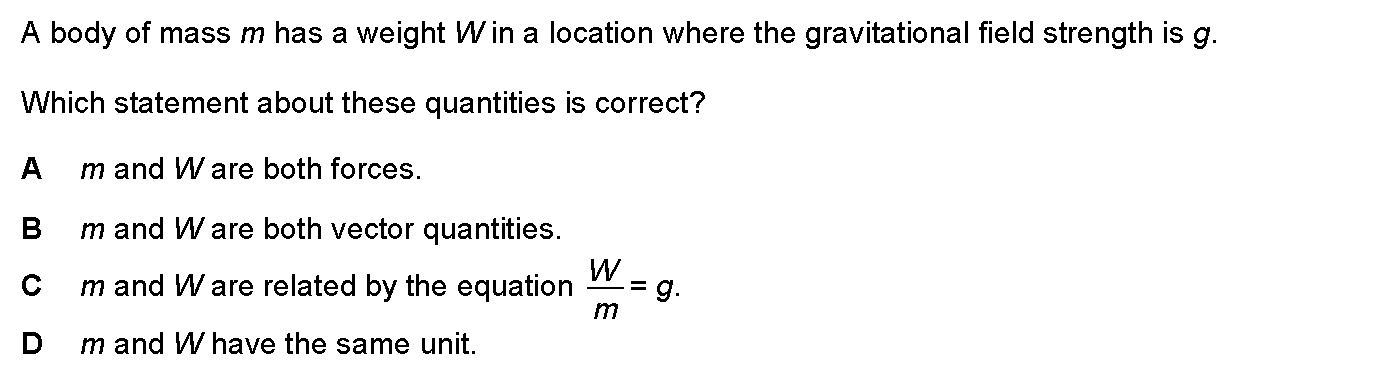 A body of mass m has a weight W in a location where the gravitational field strength is g.
Which statement about these quantities is correct?
A m and W are both forces.
B m and W are both vector quantities.
C m and W are related by the equation W/m = g.
D m and W have the same unit.